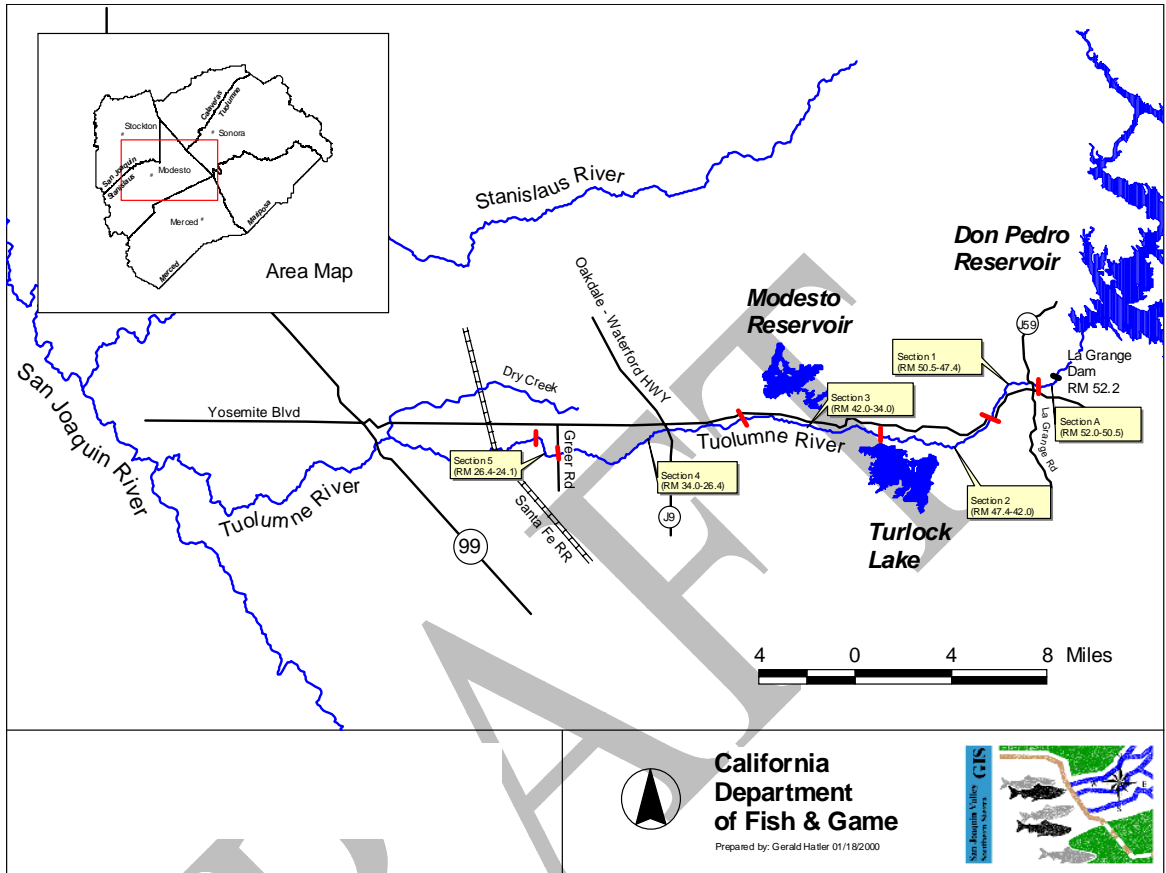 Stockton
Calaveras
Tuolumne
Sonora
San Joaquin
Stanislaus
Modesto
Merced
Mariposa
Merced
Area Map
Stanislaus River
Don Pedro
Reservoir
Modesto
Reservoir
Oakdale - Waterford HWY
J59
La Grange
Dam
RM 52.2
Section 1
(RM 50.5-47.4)
Dry Creek
Section 3
(RM 42.0-34.0)
Yosemite Blvd
San Joaquin River
Tuolumne River
Section A
(RM 52.0-50.5)
La Grange Rd
Greer Rd
Section 5
(RM 26.4-24.1)
Section 4
(RM 34.0-26.4)
Section 2
(RM 47.4-42.0)
Tuolumne River
Santa Fe RR
J9
99
Turlock
Lake
4 0 4 8 Miles
DRAFT
California
Department
of Fish & Game
Prepared by: Gerald Hatler 01/18/2000
San Joaquin Valley
Southern Sierra
GIS
E
S